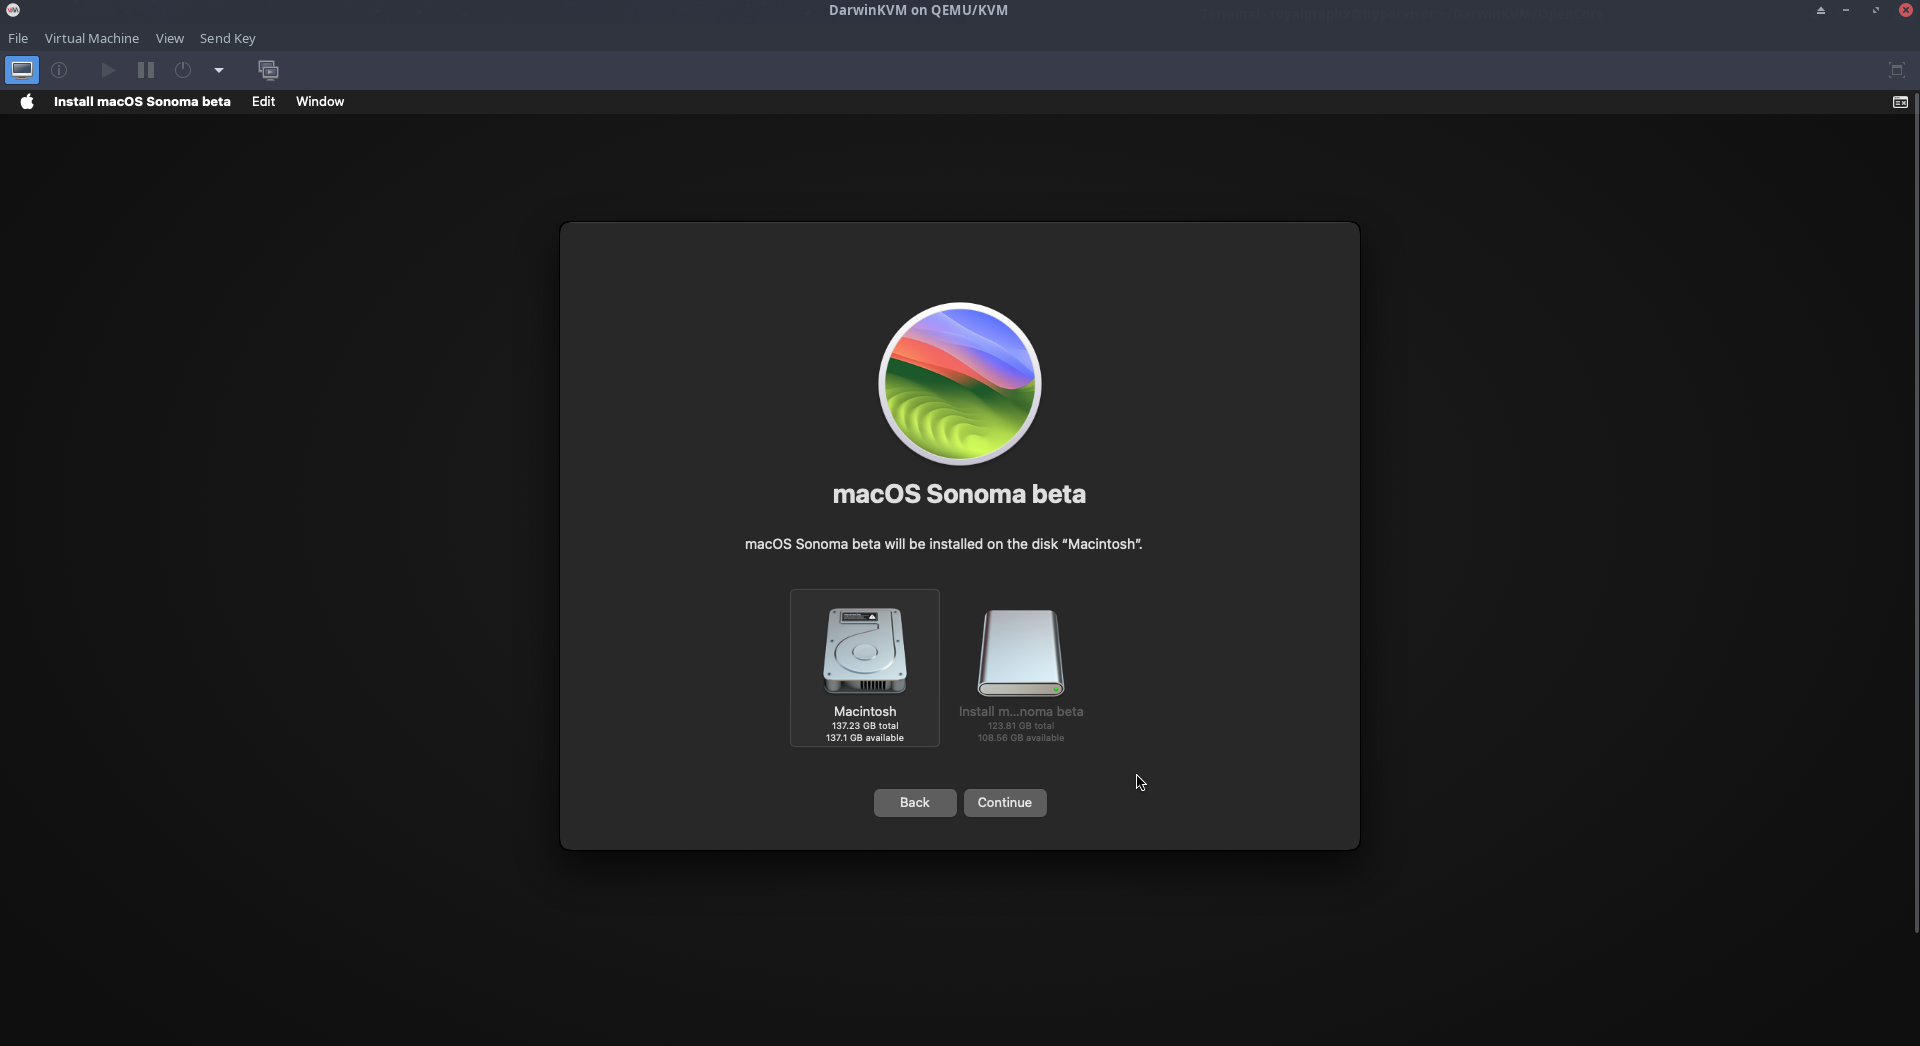 DarwinKVM on QEMU/KVM
File Virtual Machine View Send Key
Install macOS Sonoma beta Edit Window
macOS Sonoma beta
macOS Sonoma beta will be installed on the disk “Macintosh”.
Macintosh Install m...noma beta
137.23 GB total 123.81 GB total
137.1 GB available 108.56 GB available
Back Continue